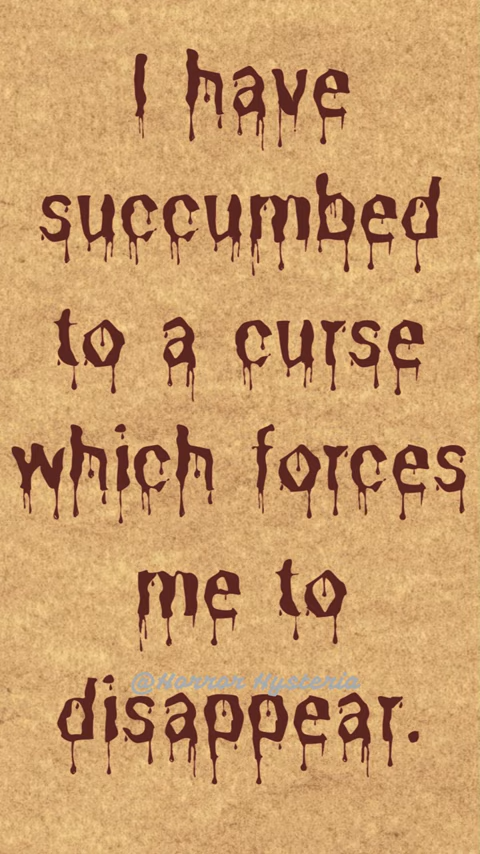 I have
succumbed
to a curse
which forces
me to
@Horror Hysteria
disappear.